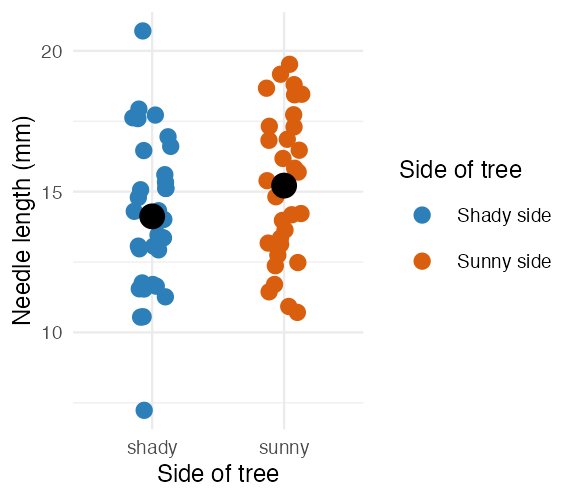 Needle length (mm)
20
15
10
shady
sunny
Side of tree
Side of tree
Shady side
Sunny side